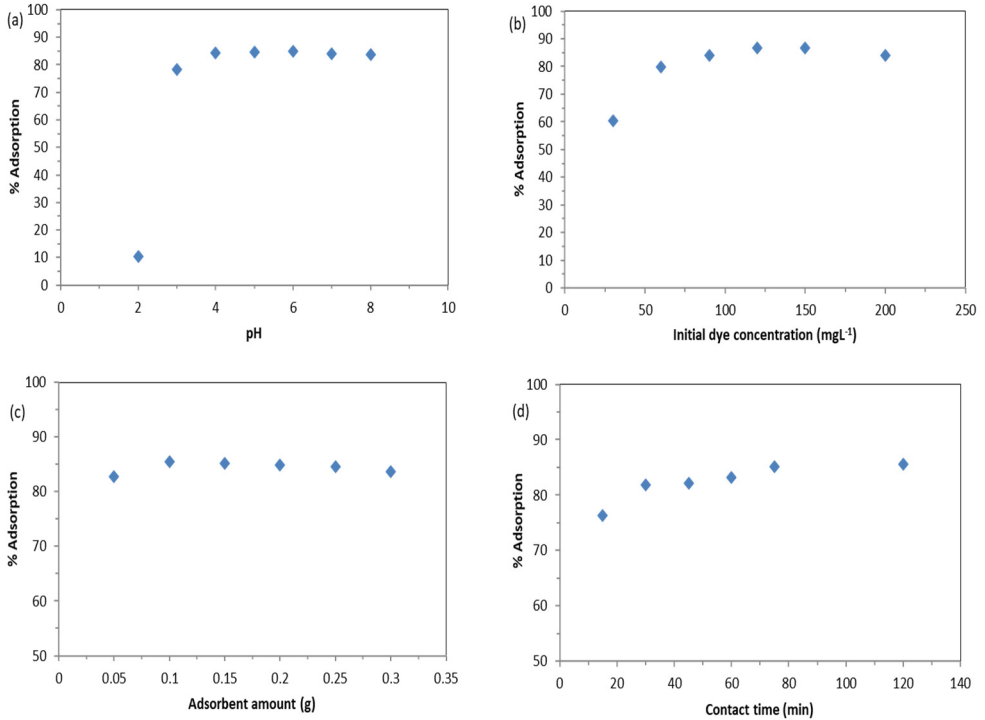 (a)
100
90
80
70
60
50
40
30
20
10
0
% Adsorption
0 2 4 6 8 10
pH
(b)
100
90
80
70
60
50
40
30
20
10
0
% Adsorption
0 50 100 150 200 250
Initial dye concentration (mgL-1)
(c)
100
90
80
70
60
50
% Adsorption
0 0.05 0.1 0.15 0.2 0.25 0.3 0.35
Adsorbent amount (g)
(d)
100
90
80
70
60
50
% Adsorption
0 20 40 60 80 100 120 140
Contact time (min)